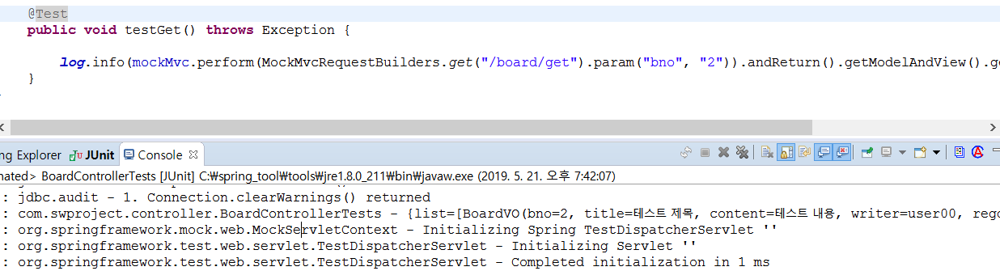 @Test
public void testGet() throws Exception {
log.info(mockMvc.perform(MockMvcRequestBuilders.get("/board/get").param("bno", "2")).andReturn().getModelAndView().
}
ng Explorer JUnit Console
nated> BoardControllerTests [JUnit] C:₩spring_tool₩tools₩jre1.8.0_211₩bin₩javaw.exe (2019. 5. 21. 오후 7:42:07)
: jdbc.audit - 1. Connection.clearWarnings() returned
: com.swproject.controller.BoardControllerTests - {list=[BoardVO(bno=2, title=테스트 제목, content=테스트 내용, writer=user00,
: org.springframework.mock.web.MockServletContext - Initializing Spring TestDispatcherServlet ''
: org.springframework.test.web.servlet.TestDispatcherServlet - Initializing Servlet ''
: org.springframework.test.web.servlet.TestDispatcherServlet - Completed initialization in 1 ms